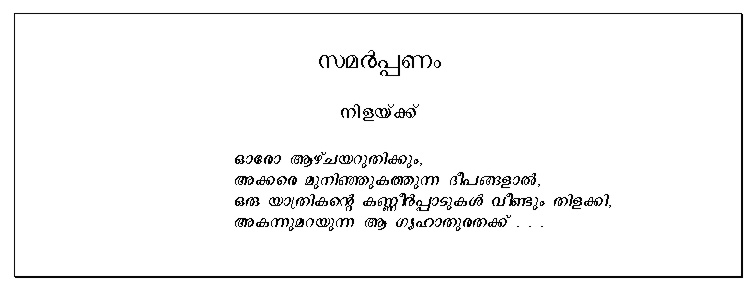 സമർപ്പണം
നിളയ്ക്ക്
ഓരോ ആഴ്ചയറുതിക്കും,
അക്കരെ മുനിഞ്ഞുകത്തുന്ന ദീപങ്ങളാൽ,
ഒരു യാത്രികന്റെ കണ്ണീർപ്പാടുകൾ വീണ്ടും തിളക്കി,
അകന്നുമറയുന്ന ആ ഗൃഹാതുരതക്ക് . . .